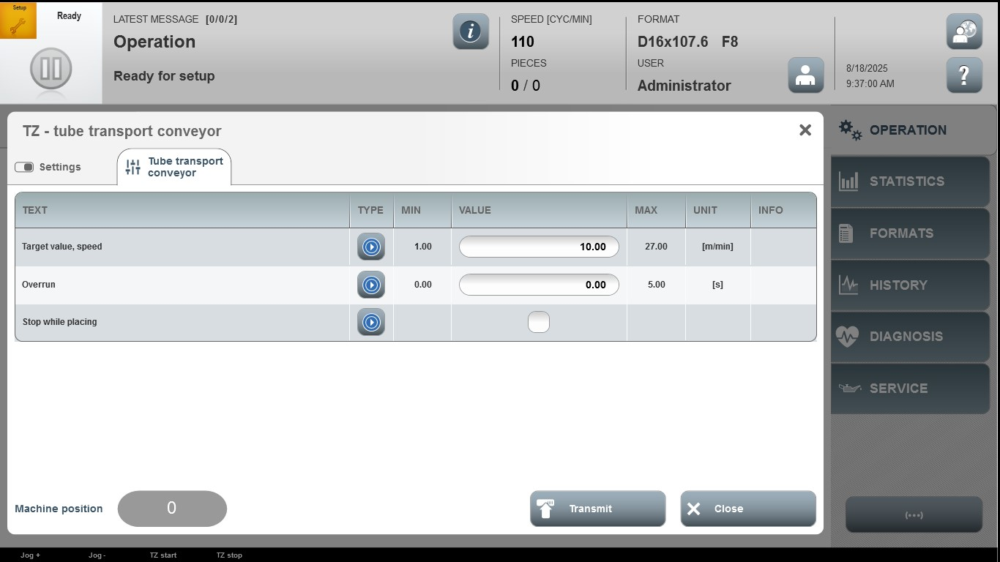 Setup
Ready
LATEST MESSAGE [0/0/2]
Operation
Ready for setup
SPEED [CYC/MIN]
110
PIECES
0 / 0
FORMAT
D16x107.6 F8
USER
Administrator
8/18/2025
9:37:00 AM
?
TZ - tube transport conveyor
Settings
Tube transport
conveyor
TEXT TYPE MIN VALUE MAX UNIT INFO
Target value, speed 1.00 10.00 27.00 [m/min]
Overrun 0.00 0.00 5.00 [s]
Stop while placing
Machine position 0
Transmit
Close
OPERATION
STATISTICS
FORMATS
HISTORY
DIAGNOSIS
SERVICE
(···)
Jog + Jog - TZ start TZ stop